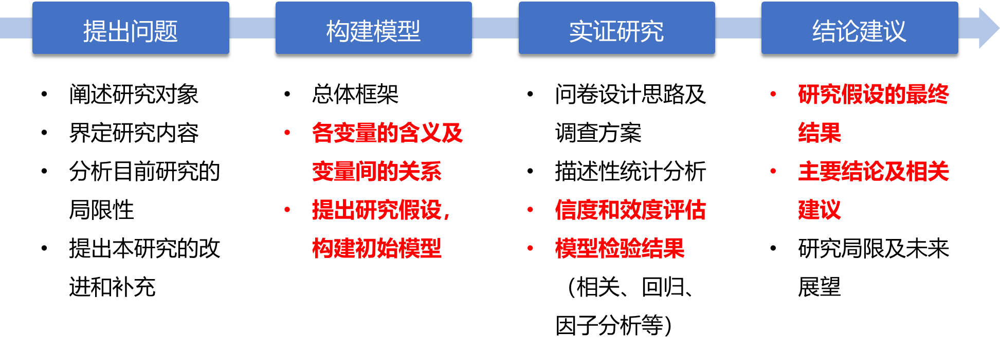 提出问题
构建模型
实证研究
结论建议
• 阐述研究对象
• 界定研究内容
• 分析目前研究的
局限性
• 提出本研究的改
进和补充
• 总体框架
• 各变量的含义及
变量间的关系
• 提出研究假设，
构建初始模型
• 问卷设计思路及
调查方案
• 描述性统计分析
• 信度和效度评估
• 模型检验结果
（相关、回归、
因子分析等）
• 研究假设的最终
结果
• 主要结论及相关
建议
• 研究局限及未来
展望